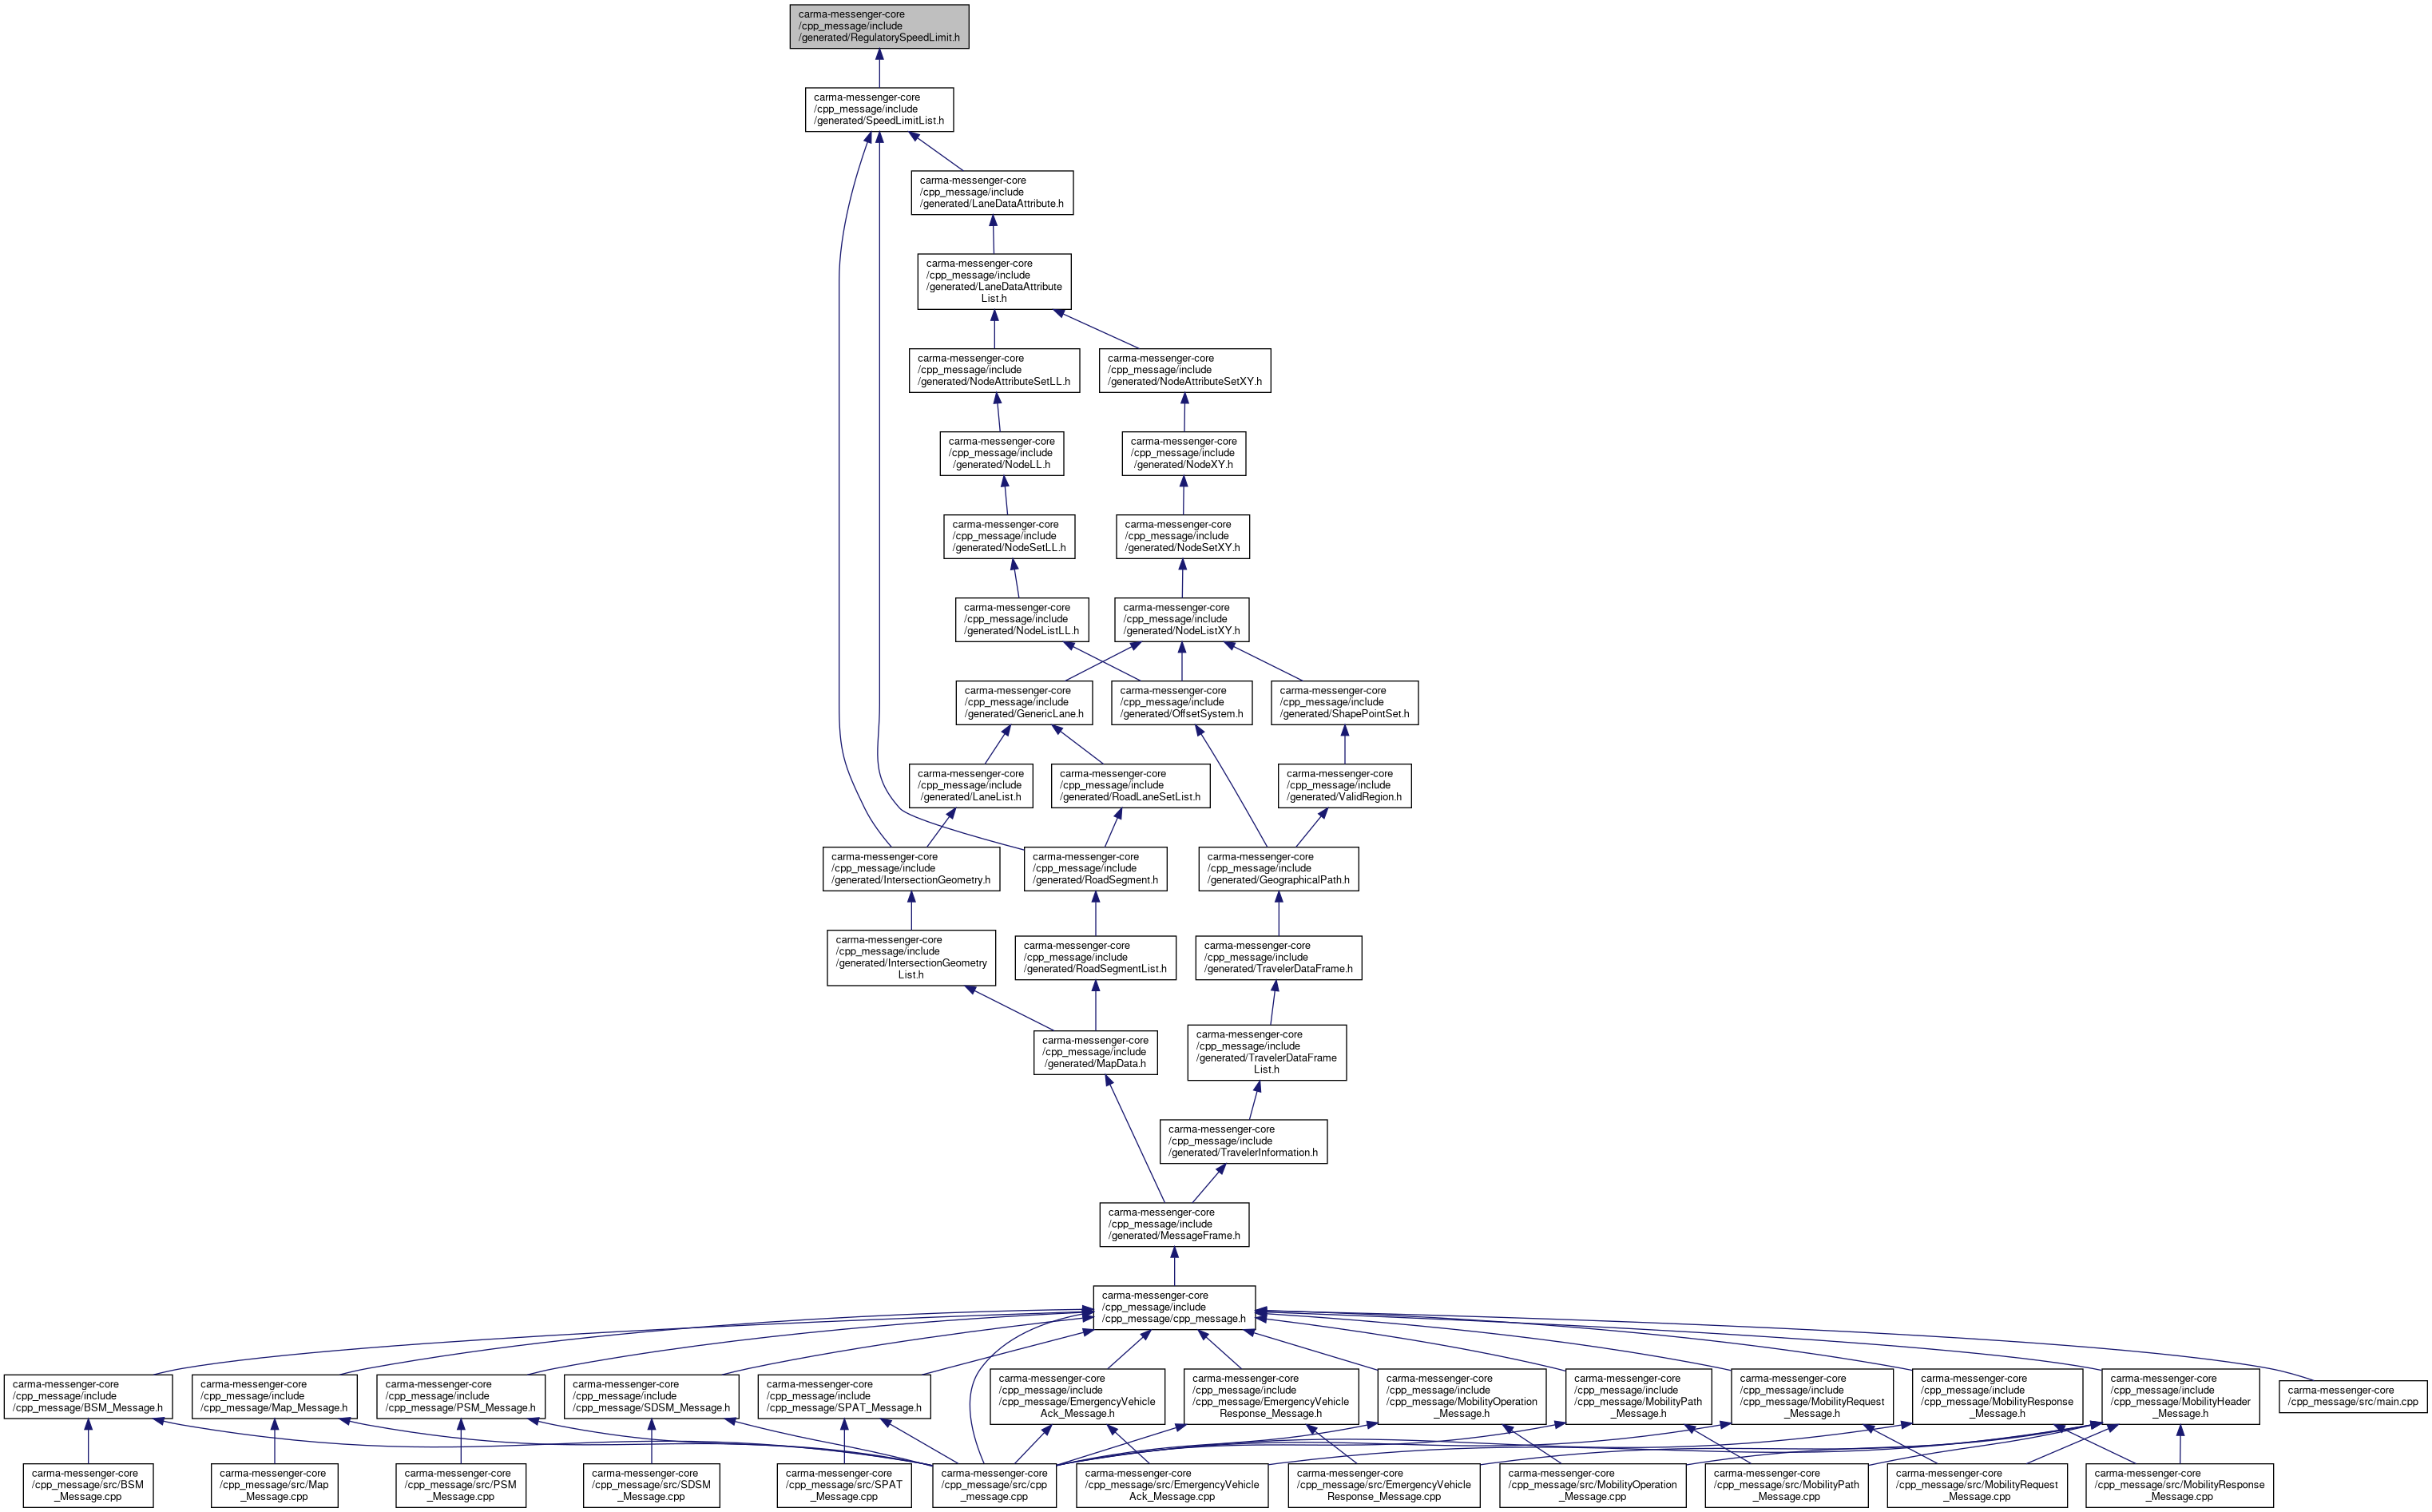 carma-messenger-core
/cpp_message/include
/generated/RegulatorySpeedLimit.h
carma-messenger-core
/cpp_message/include
/generated/SpeedLimitList.h
carma-messenger-core
/cpp_message/include
/generated/LaneDataAttribute.h
carma-messenger-core
/cpp_message/include
/generated/LaneDataAttribute
List.h
carma-messenger-core
/cpp_message/include
/generated/NodeAttributeSetLL.h
carma-messenger-core
/cpp_message/include
/generated/NodeAttributeSetXY.h
carma-messenger-core
/cpp_message/include
/generated/NodeLL.h
carma-messenger-core
/cpp_message/include
/generated/NodeXY.h
carma-messenger-core
/cpp_message/include
/generated/NodeSetLL.h
carma-messenger-core
/cpp_message/include
/generated/NodeSetXY.h
carma-messenger-core
/cpp_message/include
/generated/NodeListLL.h
carma-messenger-core
/cpp_message/include
/generated/NodeListXY.h
carma-messenger-core
/cpp_message/include
/generated/GenericLane.h
carma-messenger-core
/cpp_message/include
/generated/OffsetSystem.h
carma-messenger-core
/cpp_message/include
/generated/ShapePointSet.h
carma-messenger-core
/cpp_message/include
/generated/LaneList.h
carma-messenger-core
/cpp_message/include
/generated/RoadLaneSetList.h
carma-messenger-core
/cpp_message/include
/generated/ValidRegion.h
carma-messenger-core
/cpp_message/include
/generated/IntersectionGeometry.h
carma-messenger-core
/cpp_message/include
/generated/RoadSegment.h
carma-messenger-core
/cpp_message/include
/generated/GeographicalPath.h
carma-messenger-core
/cpp_message/include
/generated/IntersectionGeometry
List.h
carma-messenger-core
/cpp_message/include
/generated/RoadSegmentList.h
carma-messenger-core
/cpp_message/include
/generated/TravelerDataFrame.h
carma-messenger-core
/cpp_message/include
/generated/MapData.h
carma-messenger-core
/cpp_message/include
/generated/TravelerDataFrame
List.h
carma-messenger-core
/cpp_message/include
/generated/TravelerInformation.h
carma-messenger-core
/cpp_message/include
/generated/MessageFrame.h
carma-messenger-core
/cpp_message/include
/cpp_message/cpp_message.h
carma-messenger-core
/cpp_message/include
/cpp_message/BSM_Message.h
carma-messenger-core
/cpp_message/include
/cpp_message/Map_Message.h
carma-messenger-core
/cpp_message/include
/cpp_message/PSM_Message.h
carma-messenger-core
/cpp_message/include
/cpp_message/SDSM_Message.h
carma-messenger-core
/cpp_message/include
/cpp_message/SPAT_Message.h
carma-messenger-core
/cpp_message/include
/cpp_message/EmergencyVehicle
Ack_Message.h
carma-messenger-core
/cpp_message/include
/cpp_message/EmergencyVehicle
Response_Message.h
carma-messenger-core
/cpp_message/include
/cpp_message/MobilityOperation
_Message.h
carma-messenger-core
/cpp_message/include
/cpp_message/MobilityPath
_Message.h
carma-messenger-core
/cpp_message/include
/cpp_message/MobilityRequest
_Message.h
carma-messenger-core
/cpp_message/include
/cpp_message/MobilityResponse
_Message.h
carma-messenger-core
/cpp_message/include
/cpp_message/MobilityHeader
_Message.h
carma-messenger-core
/cpp_message/src/main.cpp
carma-messenger-core
/cpp_message/src/BSM
_Message.cpp
carma-messenger-core
/cpp_message/src/Map
_Message.cpp
carma-messenger-core
/cpp_message/src/PSM
_Message.cpp
carma-messenger-core
/cpp_message/src/SDSM
_Message.cpp
carma-messenger-core
/cpp_message/src/SPAT
_Message.cpp
carma-messenger-core
/cpp_message/src/cpp
_message.cpp
carma-messenger-core
/cpp_message/src/EmergencyVehicle
Ack_Message.cpp
carma-messenger-core
/cpp_message/src/EmergencyVehicle
Response_Message.cpp
carma-messenger-core
/cpp_message/src/MobilityOperation
_Message.cpp
carma-messenger-core
/cpp_message/src/MobilityPath
_Message.cpp
carma-messenger-core
/cpp_message/src/MobilityRequest
_Message.cpp
carma-messenger-core
/cpp_message/src/MobilityResponse
_Message.cpp